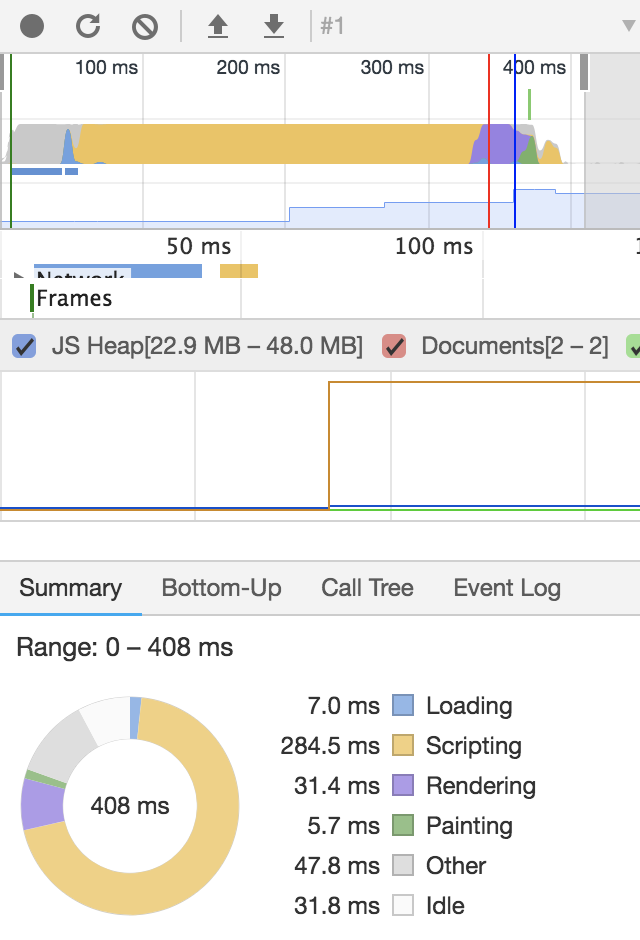 #1
100 ms 200 ms 300 ms 400 ms
50 ms 100 ms 1
Network
Frames
JS Heap[22.9 MB – 48.0 MB] Documents[2 – 2]
Summary Bottom-Up Call Tree Event Log
Range: 0 – 408 ms
408 ms
7.0 ms Loading
284.5 ms Scripting
31.4 ms Rendering
5.7 ms Painting
47.8 ms Other
31.8 ms Idle